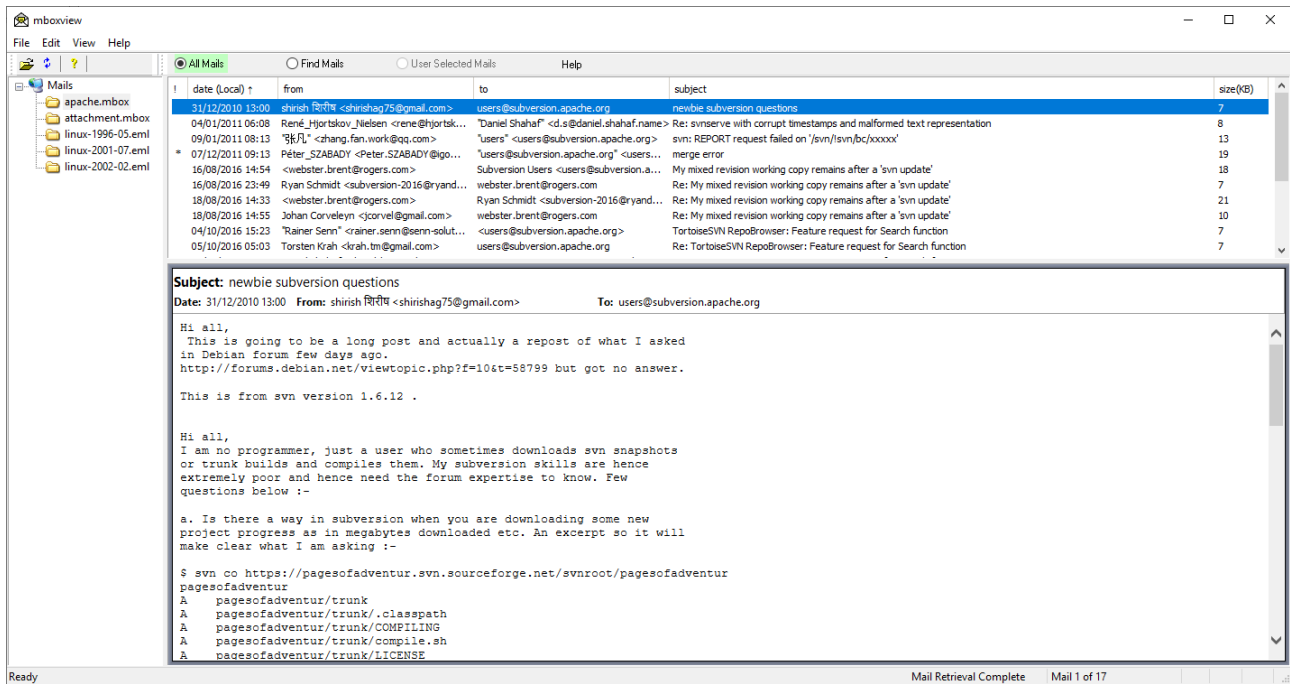 mboxview
File Edit View Help
? All Mails Find Mails User Selected Mails Help
Mails
apache.mbox
attachment.mbox
linux-1996-05.eml
linux-2001-07.eml
linux-2002-02.eml
! date (Local) ↑ from to subject size(KB)
31/12/2010 13:00 shirish शिरीष <shirishag75@gmail.com> users@subversion.apache.org newbie subversion questions 7
04/01/2011 06:08 René_Hjortskov_Nielsen <rene@hjortsk... "Daniel Shahaf" <d.s@daniel.shahaf.name> Re: svnserve with corrupt timestamps and malformed text representation 8
09/01/2011 08:13 "张凡" <zhang.fan.work@qq.com> "users" <users@subversion.apache.org> svn: REPORT request failed on '/svn/!svn/bc/xxxxx' 13
* 07/12/2011 09:13 Péter_SZABADY <Peter.SZABADY@igo... "users@subversion.apache.org" <users... merge error 19
16/08/2016 14:54 <webster.brent@rogers.com> Subversion Users <users@subversion.a... My mixed revision working copy remains after a 'svn update' 18
16/08/2016 23:49 Ryan Schmidt <subversion-2016@ryand... webster.brent@rogers.com Re: My mixed revision working copy remains after a 'svn update' 7
18/08/2016 14:33 <webster.brent@rogers.com> Ryan Schmidt <subversion-2016@ryand... Re: My mixed revision working copy remains after a 'svn update' 21
18/08/2016 14:55 Johan Corveleyn <jcorvel@gmail.com> webster.brent@rogers.com Re: My mixed revision working copy remains after a 'svn update' 10
04/10/2016 15:23 "Rainer Senn" <rainer.senn@senn-solut... <users@subversion.apache.org> TortoiseSVN RepoBrowser: Feature request for Search function 7
05/10/2016 05:03 Torsten Krah <krah.tm@gmail.com> users@subversion.apache.org Re: TortoiseSVN RepoBrowser: Feature request for Search function 7
Subject: newbie subversion questions
Date: 31/12/2010 13:00 From: shirish शिरीष <shirishag75@gmail.com> To: users@subversion.apache.org
Hi all,
This is going to be a long post and actually a repost of what I asked
in Debian forum few days ago.
http://forums.debian.net/viewtopic.php?f=10&t=58799 but got no answer.
This is from svn version 1.6.12 .
Hi all,
I am no programmer, just a user who sometimes downloads svn snapshots
or trunk builds and compiles them. My subversion skills are hence
extremely poor and hence need the forum expertise to know. Few
questions below :-
a. Is there a way in subversion when you are downloading some new
project progress as in megabytes downloaded etc. An excerpt so it will
make clear what I am asking :-
$ svn co https://pagesofadventur.svn.sourceforge.net/svnroot/pagesofadventur
pagesofadventur
A pagesofadventur/trunk
A pagesofadventur/trunk/.classpath
A pagesofadventur/trunk/COMPILING
A pagesofadventur/trunk/compile.sh
A pagesofadventur/trunk/LICENSE
Ready Mail Retrieval Complete Mail 1 of 17